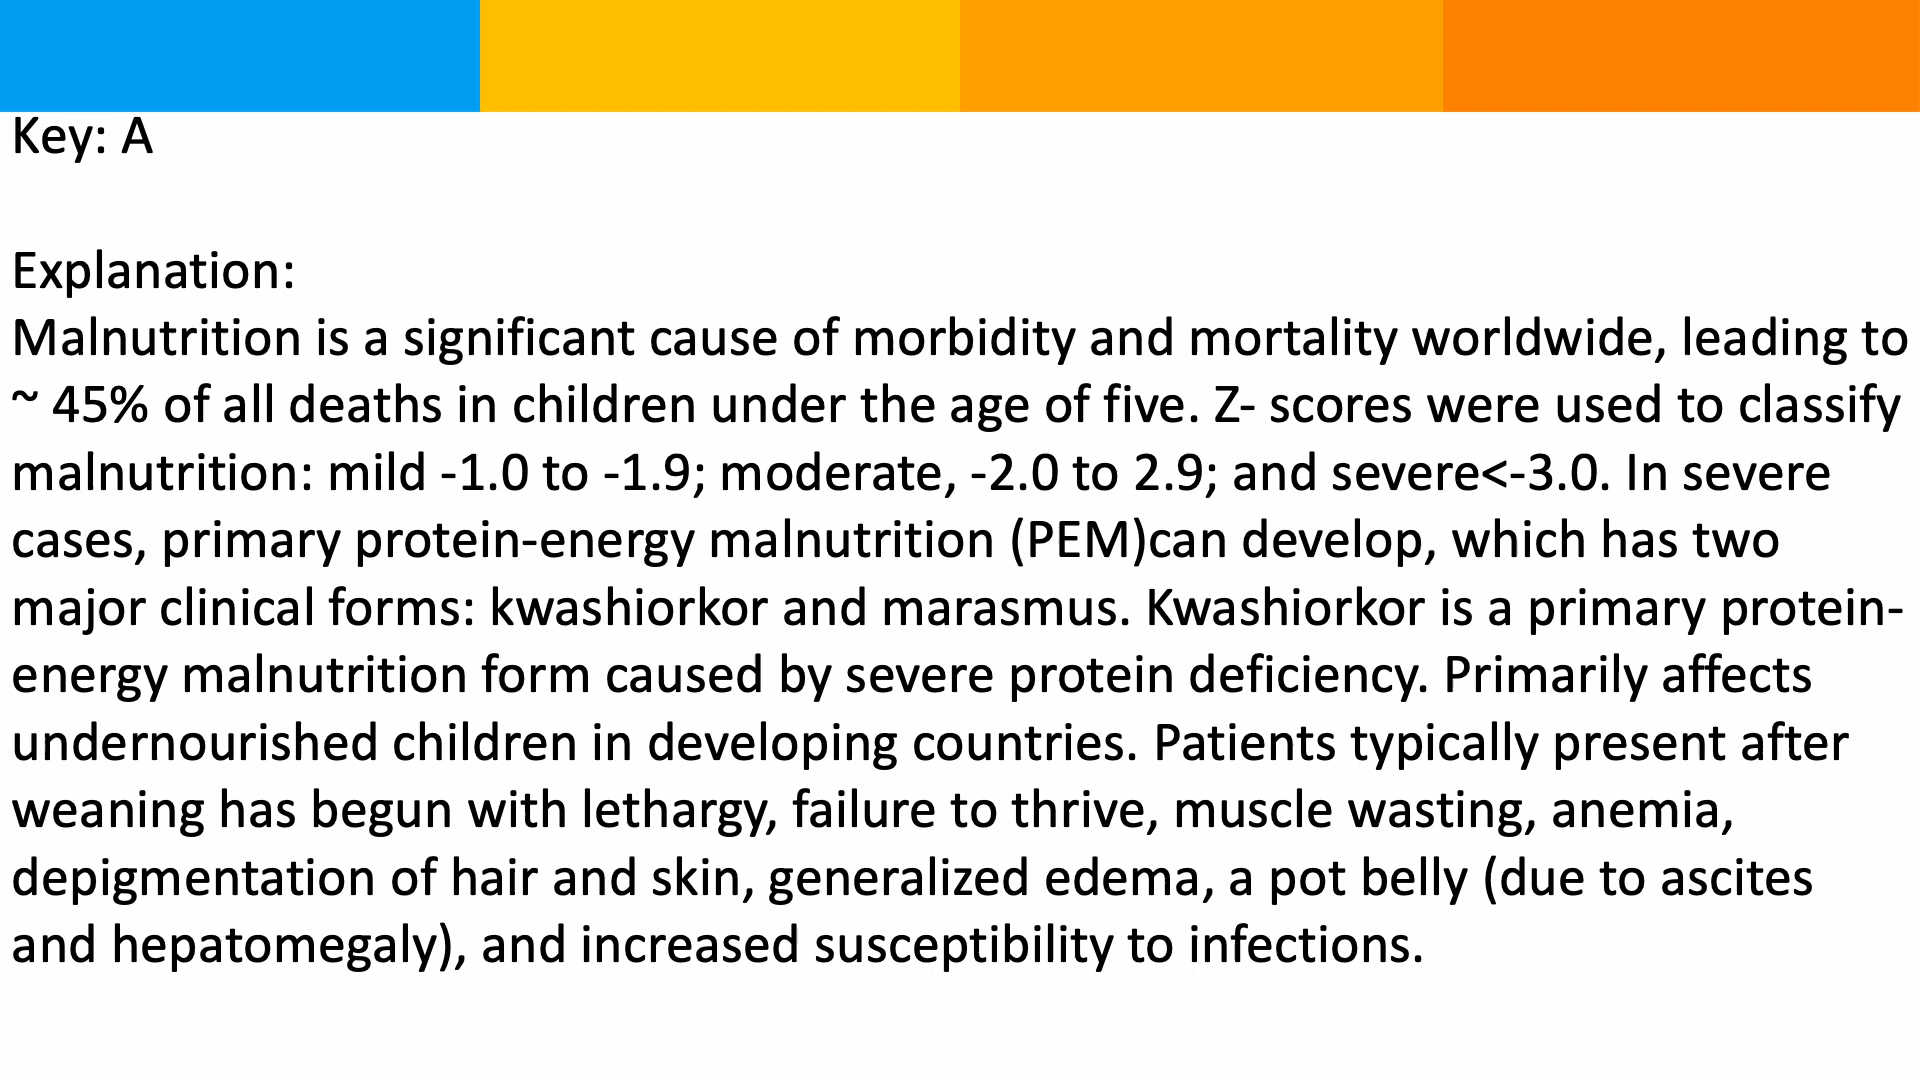 Key: A
Explanation:
Malnutrition is a significant cause of morbidity and mortality worldwide, leading to
~ 45% of all deaths in children under the age of five. Z- scores were used to classify
malnutrition: mild -1.0 to -1.9; moderate, -2.0 to 2.9; and severe<-3.0. In severe
cases, primary protein-energy malnutrition (PEM)can develop, which has two
major clinical forms: kwashiorkor and marasmus. Kwashiorkor is a primary protein-
energy malnutrition form caused by severe protein deficiency. Primarily affects
undernourished children in developing countries. Patients typically present after
weaning has begun with lethargy, failure to thrive, muscle wasting, anemia,
depigmentation of hair and skin, generalized edema, a pot belly (due to ascites
and hepatomegaly), and increased susceptibility to infections.